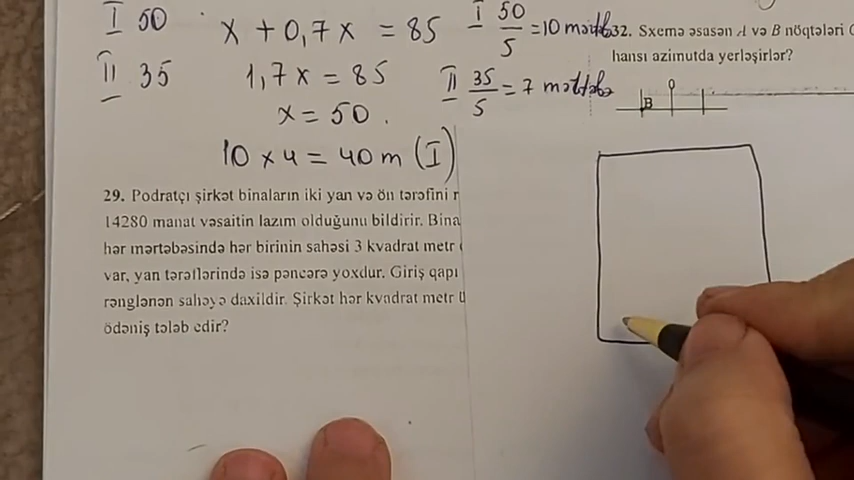 I 50
II 35
x + 0,7x = 85
1,7x = 85
x = 50.
10 × 4 = 40m (I)
I 50/5 = 10 mərtəbə
II 35/5 = 7 mərtəbə
29. Podratçı şirkət binaların iki yan və ön tərəfini
14280 manat vəsaitin lazım olduğunu bildirir. Bina
hər mərtəbəsində hər birinin sahəsi 3 kvadrat metr
var, yan tərəflərində isə pəncərə yoxdur. Giriş qapı
rənglənən sahəyə daxildir. Şirkət hər kvadrat metr
ödəniş tələb edir?
32. Sxemə əsasən A və B nöqtələri
hansı azimutda yerləşirlər?
B